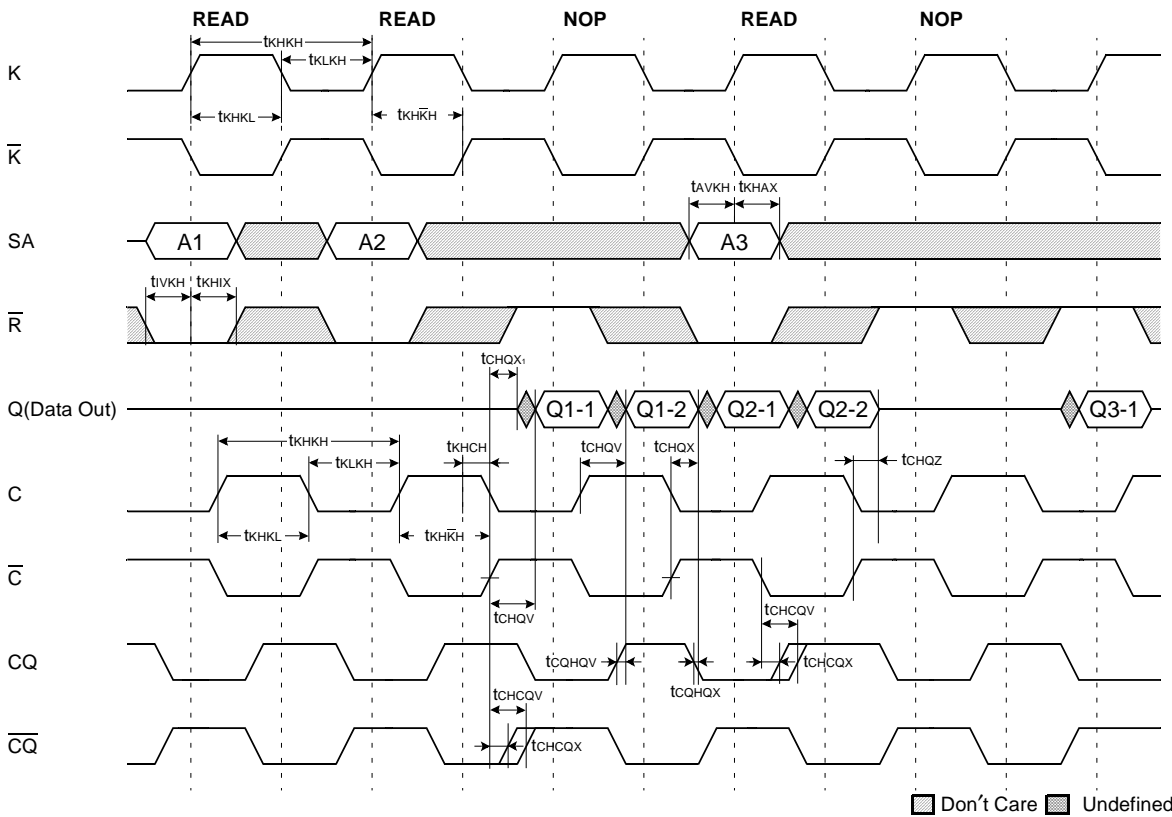 READ READ NOP READ NOP
tKHKH
tKLKH
K
tKHKL tKHK̅H
K̅
tAVKH tKHAX
SA A1 A2 A3
tIVKH tKHIX
R̅
tCHQX1
Q(Data Out) Q1-1 Q1-2 Q2-1 Q2-2 Q3-1
tKHKH tKHCH tCHQV tCHQX
tKLKH tCHQZ
C
tKHKL tKHK̅H
C̅
tCHQV tCHCQV
CQ tCQHQV tCHCQX
tCQHQX
tCHCQV
C̅Q̅ tCHCQX
Don′t Care Undefined